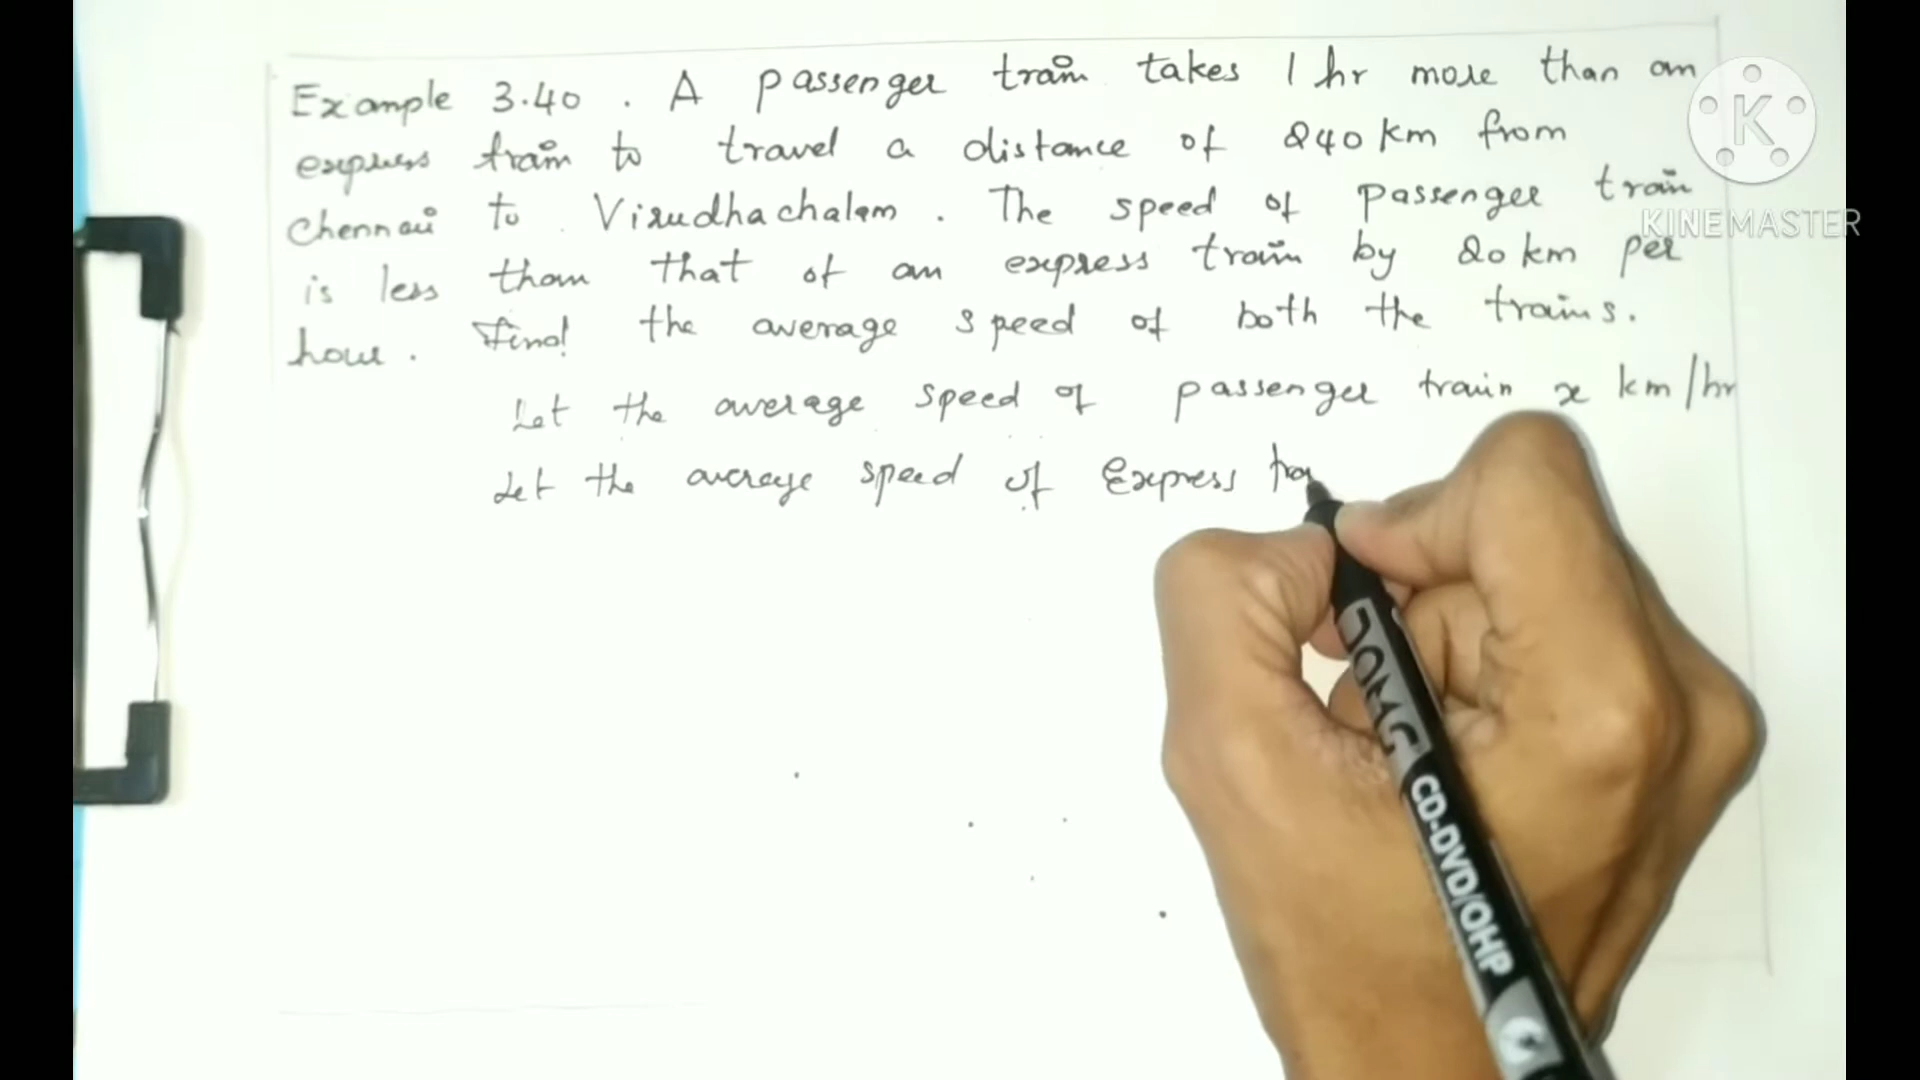 Example 3.40 . A passenger train takes 1 hr more than an
express train to travel a distance of 240 km from
Chennai to Virudhachalam . The speed of passenger train
is less than that of an express train by 20 km per
hour . Find the average speed of both the trains .
Let the average speed of passenger train x km/hr
Let the average speed of Express tra
KINEMASTER
DOMS
CD-DVD/OHP